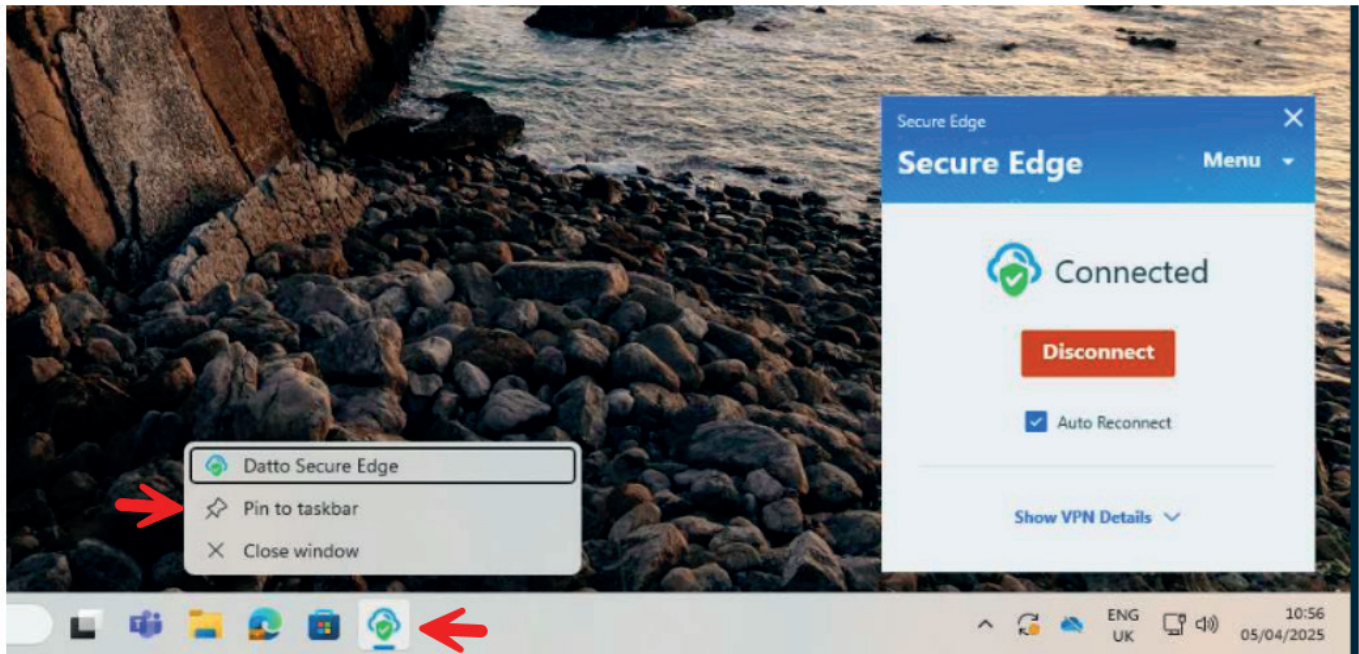 Secure Edge
Secure Edge
Menu
Connected
Disconnect
Auto Reconnect
Show VPN Details
Datto Secure Edge
Pin to taskbar
Close window
ENG
UK
10:56
05/04/2025